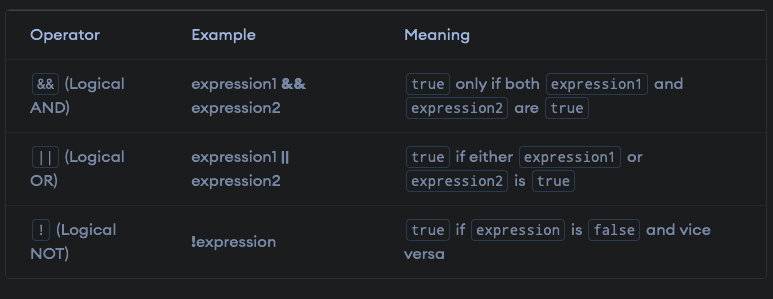 Operator Example Meaning
&& (Logical AND) expression1 && expression2 true only if both expression1 and expression2 are true
|| (Logical OR) expression1 || expression2 true if either expression1 or expression2 is true
! (Logical NOT) !expression true if expression is false and vice versa